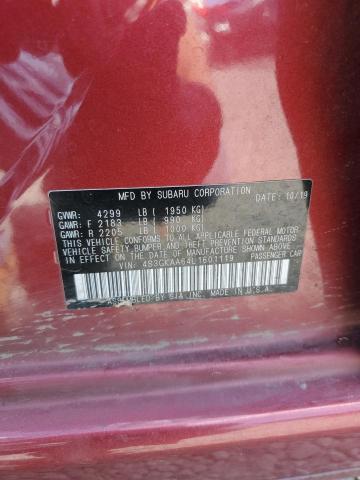 MFD BY SUBARU CORPORATION DATE: 10/19
GVWR: 4299 LB ( 1950 KG)
GAWR: F 2183 LB ( 990 KG)
GAWR: R 2205 LB ( 1000 KG)
THIS VEHICLE CONFORMS TO ALL APPLICABLE FEDERAL MOTOR
VEHICLE SAFETY, BUMPER, AND THEFT PREVENTION STANDARDS
IN EFFECT ON THE DATE OF MANUFACTURE SHOWN ABOVE.
VIN: 4S3GKAA64L1601119 PASSENGER CAR
ASSEMBLED BY SIA, INC. MADE IN U.S.A.